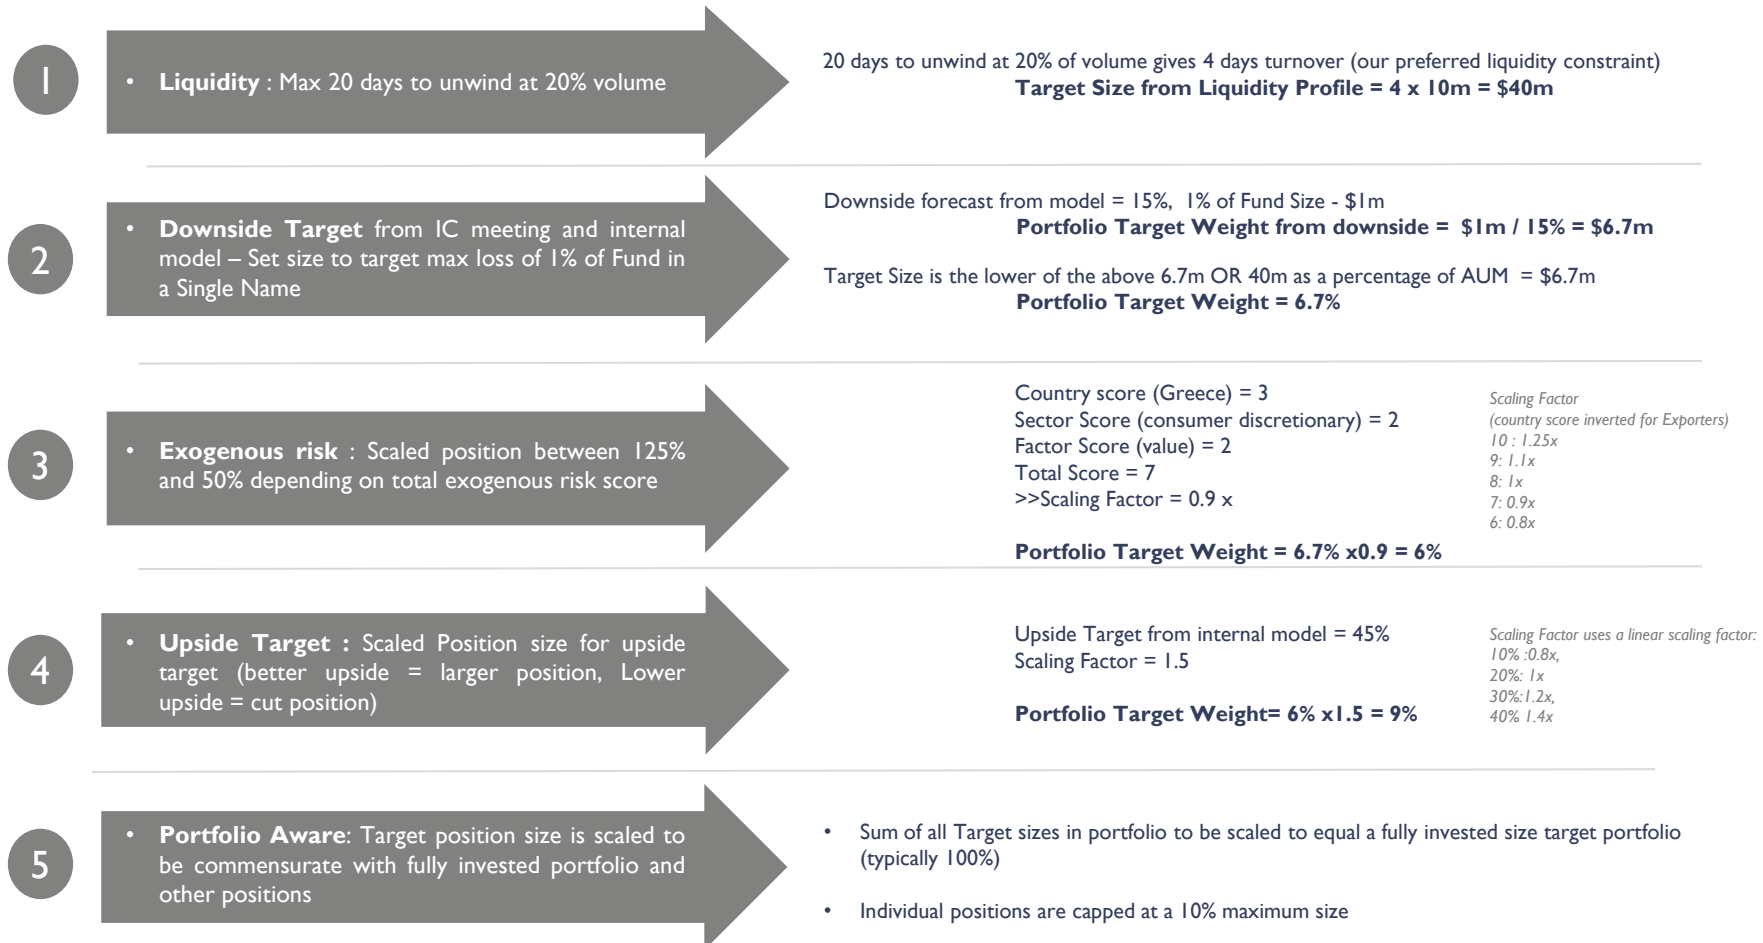 1
• Liquidity : Max 20 days to unwind at 20% volume
20 days to unwind at 20% of volume gives 4 days turnover (our preferred liquidity constraint)
Target Size from Liquidity Profile = 4 x 10m = $40m
2
• Downside Target from IC meeting and internal
model – Set size to target max loss of 1% of Fund in
a Single Name
Downside forecast from model = 15%, 1% of Fund Size - $1m
Portfolio Target Weight from downside = $1m / 15% = $6.7m
Target Size is the lower of the above 6.7m OR 40m as a percentage of AUM = $6.7m
Portfolio Target Weight = 6.7%
3
• Exogenous risk : Scaled position between 125%
and 50% depending on total exogenous risk score
Country score (Greece) = 3
Sector Score (consumer discretionary) = 2
Factor Score (value) = 2
Total Score = 7
>>Scaling Factor = 0.9 x
Portfolio Target Weight = 6.7% x0.9 = 6%
Scaling Factor
(country score inverted for Exporters)
10 : 1.25x
9: 1.1x
8: 1x
7: 0.9x
6: 0.8x
4
• Upside Target : Scaled Position size for upside
target (better upside = larger position, Lower
upside = cut position)
Upside Target from internal model = 45%
Scaling Factor = 1.5
Portfolio Target Weight= 6% x1.5 = 9%
Scaling Factor uses a linear scaling factor:
10% :0.8x,
20%: 1x
30%:1.2x,
40% 1.4x
5
• Portfolio Aware: Target position size is scaled to
be commensurate with fully invested portfolio and
other positions
• Sum of all Target sizes in portfolio to be scaled to equal a fully invested size target portfolio
(typically 100%)
• Individual positions are capped at a 10% maximum size